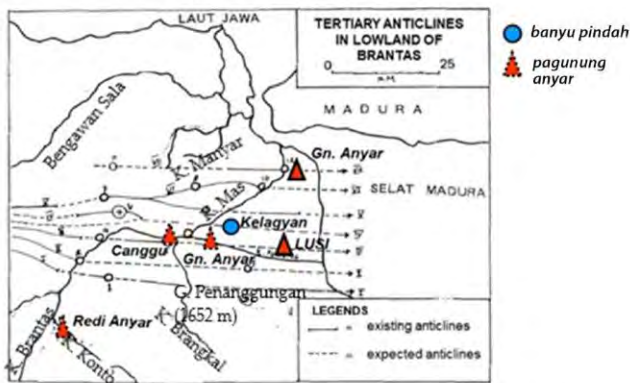 LAUT JAWA
TERTIARY ANTICLINES
IN LOWLAND OF
BRANTAS
0 25
K.M.
banyu pindah
pagunung
anyar
MADURA
Bengawan Sala
K. Manyar
Gn. Anyar
K. Mas
SELAT MADURA
Kelagyan
Canggu
Gn. Anyar
LUSI
G. Penanggungan
(1652 m)
K. Brantas
Redi Anyar
K. Konto
K. Brangkal
LEGENDS
existing anticlines
expected anticlines